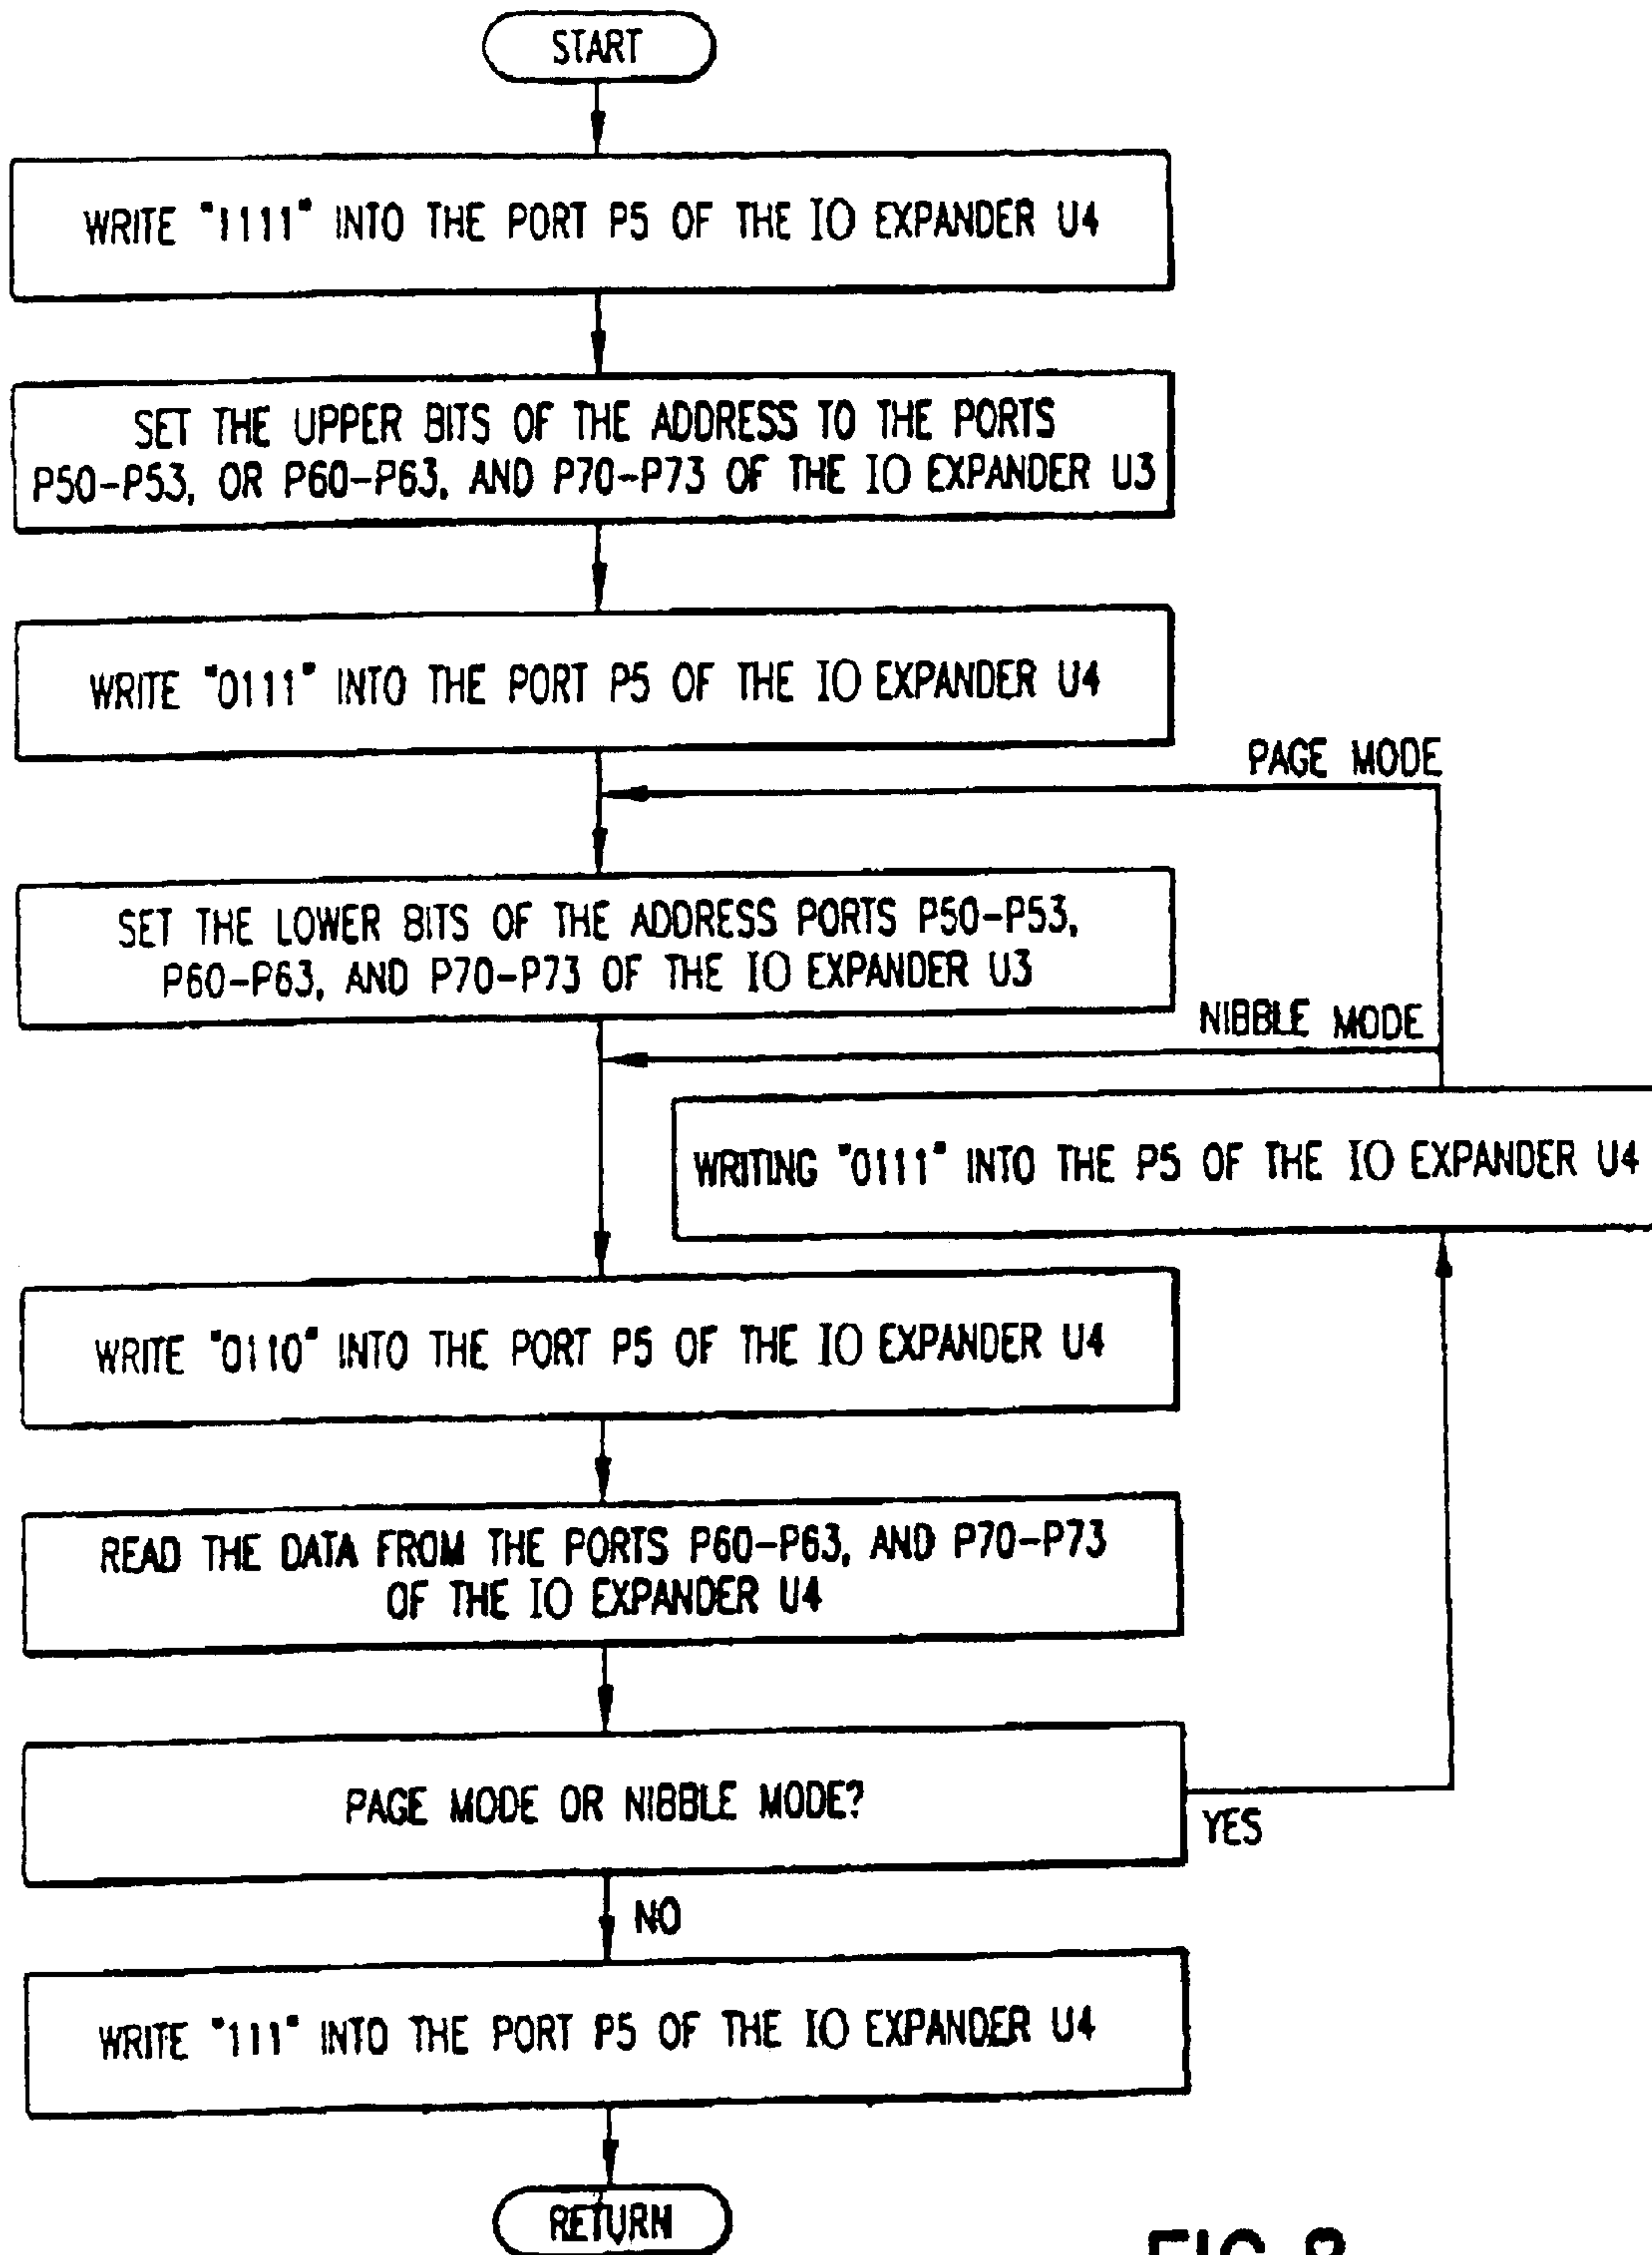 START
WRITE "1111" INTO THE PORT P5 OF THE IO EXPANDER U4
SET THE UPPER BITS OF THE ADDRESS TO THE PORTS
P50-P53, OR P60-P63, AND P70-P73 OF THE IO EXPANDER U3
WRITE "0111" INTO THE PORT P5 OF THE IO EXPANDER U4
PAGE MODE
SET THE LOWER BITS OF THE ADDRESS PORTS P50-P53,
P60-P63, AND P70-P73 OF THE IO EXPANDER U3
NIBBLE MODE
WRITING "0111" INTO THE P5 OF THE IO EXPANDER U4
WRITE "0110" INTO THE PORT P5 OF THE IO EXPANDER U4
READ THE DATA FROM THE PORTS P60-P63, AND P70-P73
OF THE IO EXPANDER U4
PAGE MODE OR NIBBLE MODE?
YES
NO
WRITE "111" INTO THE PORT P5 OF THE IO EXPANDER U4
RETURN